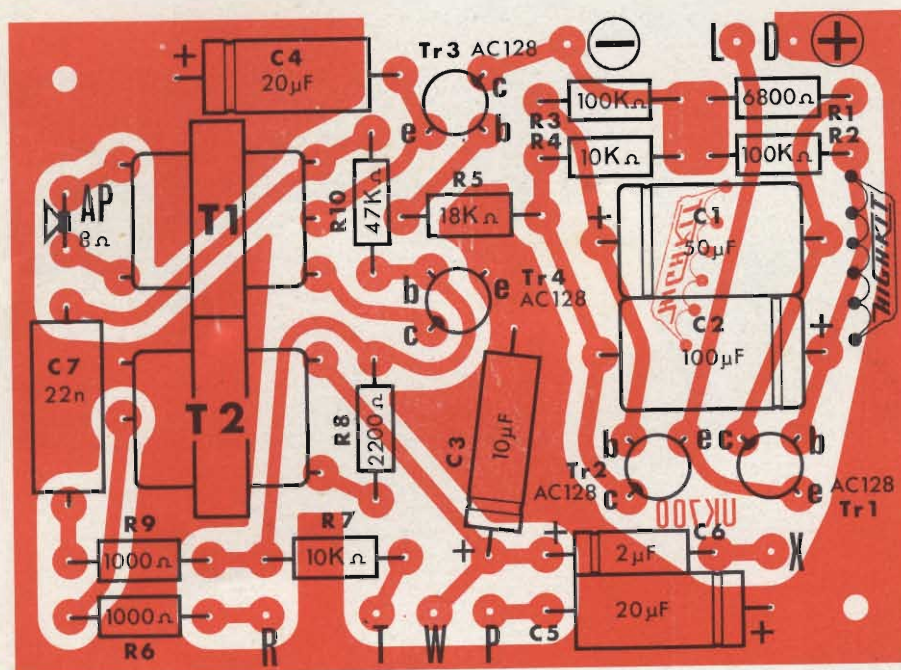 C4
20µF
+
Tr3 AC128
c
e
b
−
L
D
+
100KΩ
R3
6800Ω
R1
R4
10KΩ
100KΩ
R2
AP
8Ω
T1
R10
47KΩ
R5
18KΩ
+
C1
50µF
HIGHKIT
HIGHKIT
b
e
Tr4
AC128
c
C2
100µF
+
C7
22n
T2
R8
2200Ω
C3
10µF
+
b
Tr2
c
AC128
e
c
b
e
AC128
Tr1
UK700
R9
1000Ω
R7
10KΩ
+
2µF
C6
X
1000Ω
R6
R
T
W
P
C5
20µF
+